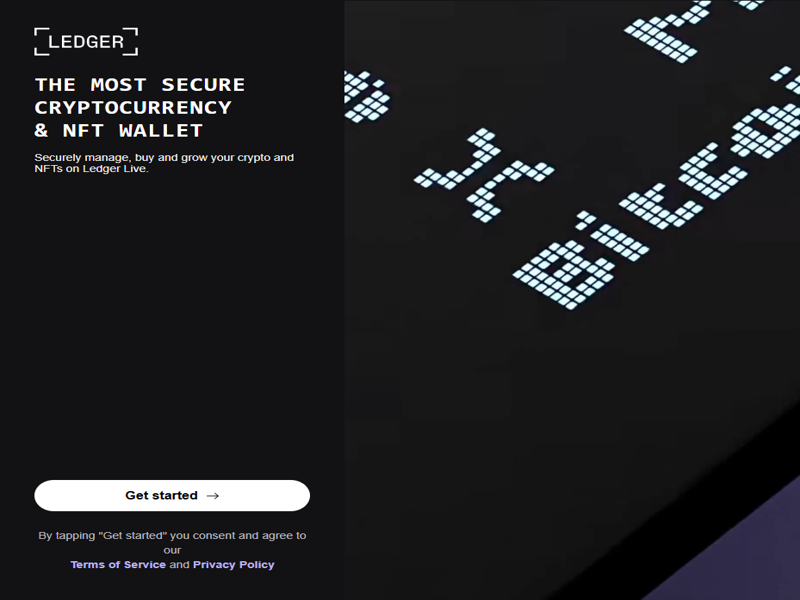 LEDGER
THE MOST SECURE
CRYPTOCURRENCY
& NFT WALLET
Securely manage, buy and grow your crypto and
NFTs on Ledger Live.
Bitcoi
Get started →
By tapping "Get started" you consent and agree to
our
Terms of Service and Privacy Policy